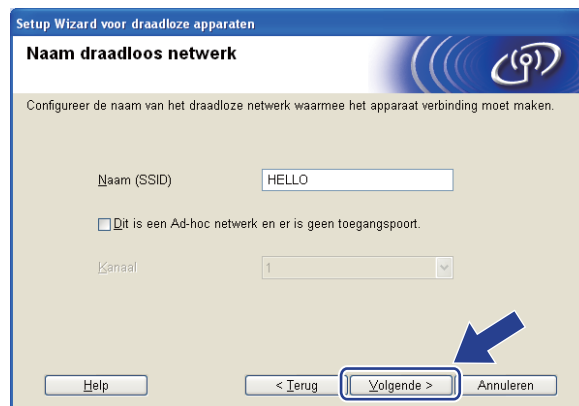 Setup Wizard voor draadloze apparaten
Naam draadloos netwerk
Configureer de naam van het draadloze netwerk waarmee het apparaat verbinding moet maken.
Naam (SSID) HELLO
Dit is een Ad-hoc netwerk en er is geen toegangspoort.
Kanaal 1
Help < Terug Volgende > Annuleren